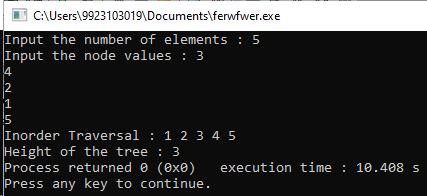 C:\Users\9923103019\Documents\ferwfwer.exe
Input the number of elements : 5
Input the node values : 3
4
2
1
5
Inorder Traversal : 1 2 3 4 5
Height of the tree : 3
Process returned 0 (0x0)   execution time : 10.408 s
Press any key to continue.